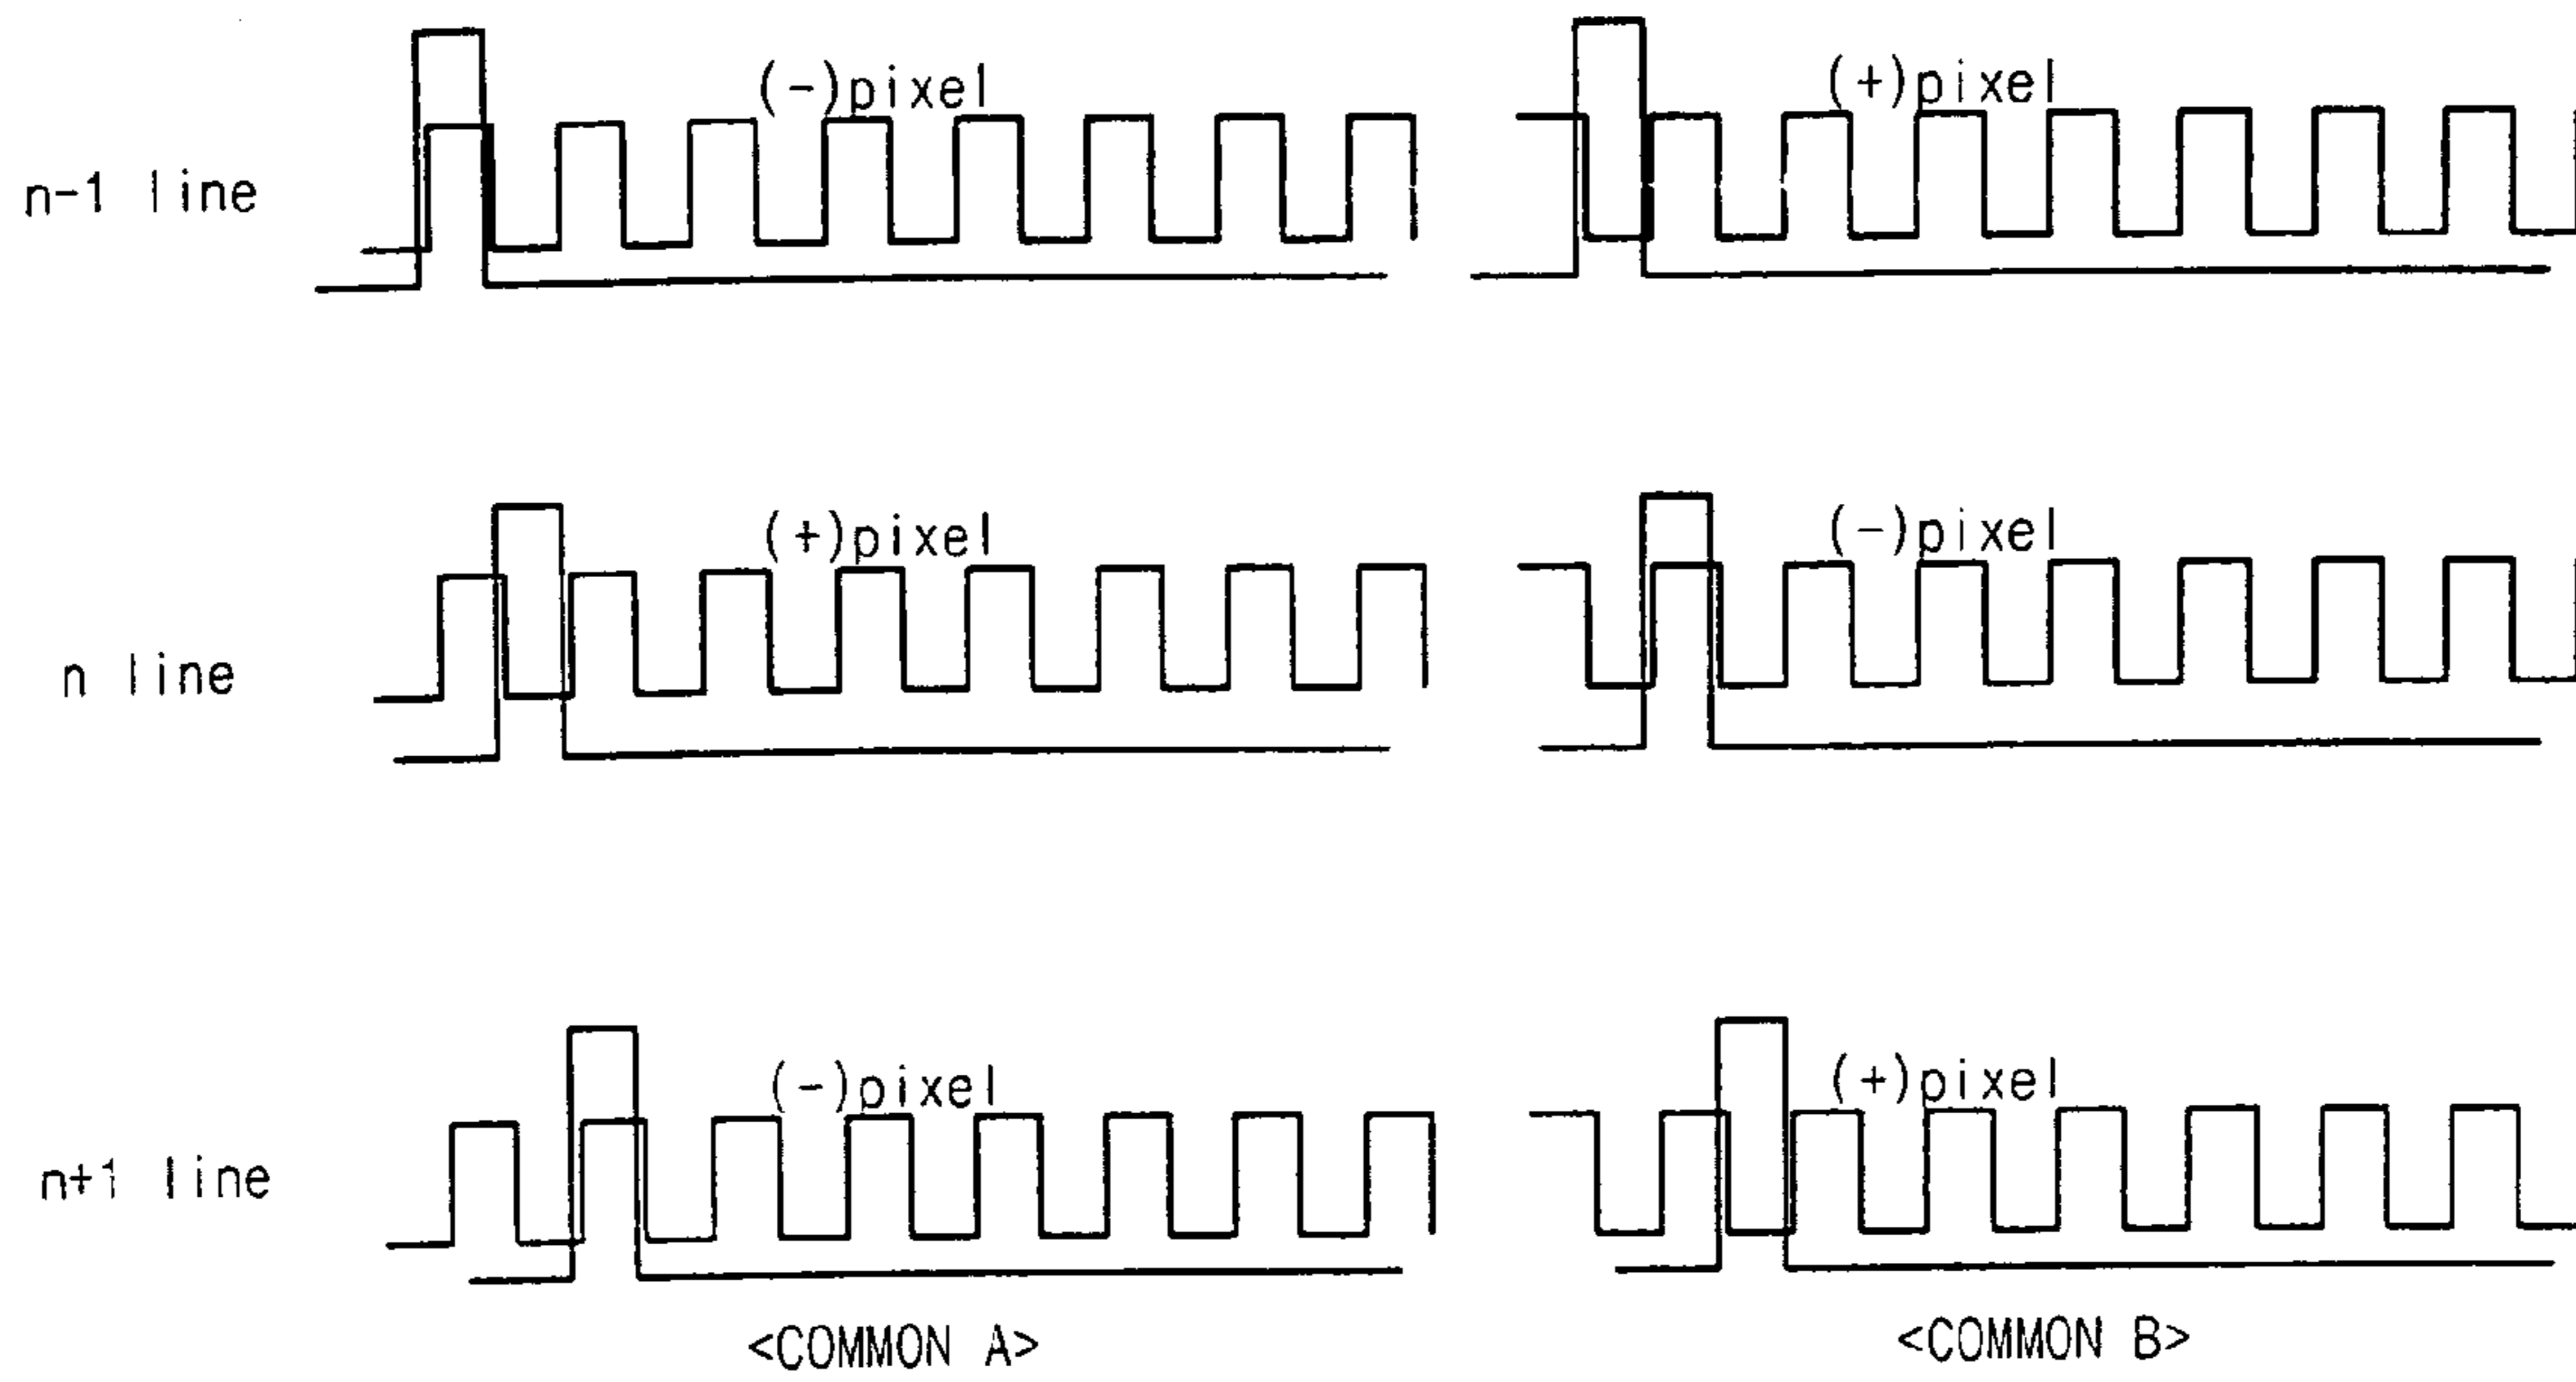 (-)pixel
(+)pixel
n-1 line
(+)pixel
(-)pixel
n line
(-)pixel
(+)pixel
n+1 line
<COMMON A>
<COMMON B>